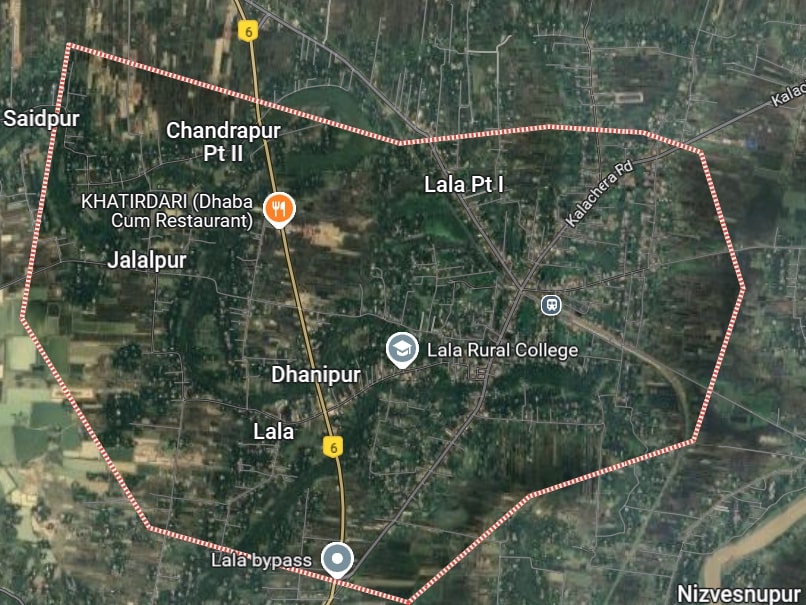 6
Kalac
Saidpur
Chandrapur
Pt II
Lala Pt I
Kalachera Rd
KHATIRDARI (Dhaba
Cum Restaurant)
Jalalpur
Lala Rural College
Dhanipur
Lala
6
Lala bypass
Nizvesnupur